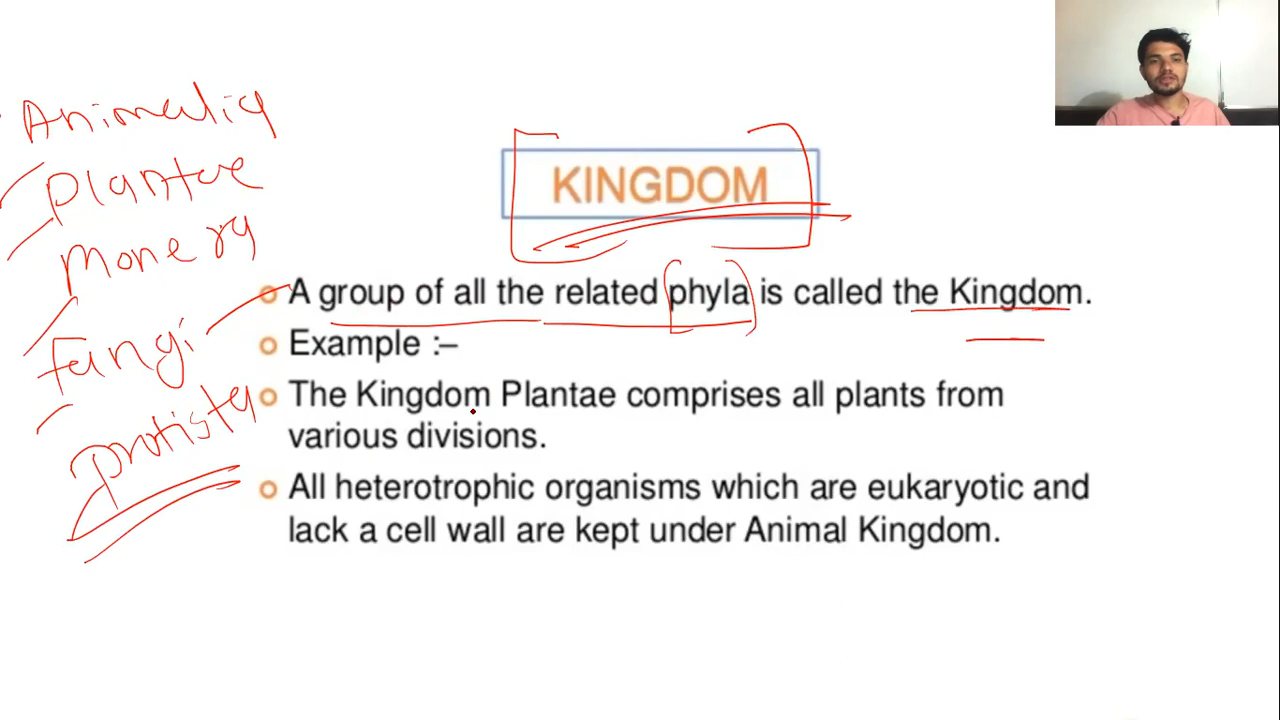 Animalia
Plantae
Monera
Fungi
Protista
KINGDOM
A group of all the related phyla is called the Kingdom.
Example :–
The Kingdom Plantae comprises all plants from
various divisions.
All heterotrophic organisms which are eukaryotic and
lack a cell wall are kept under Animal Kingdom.